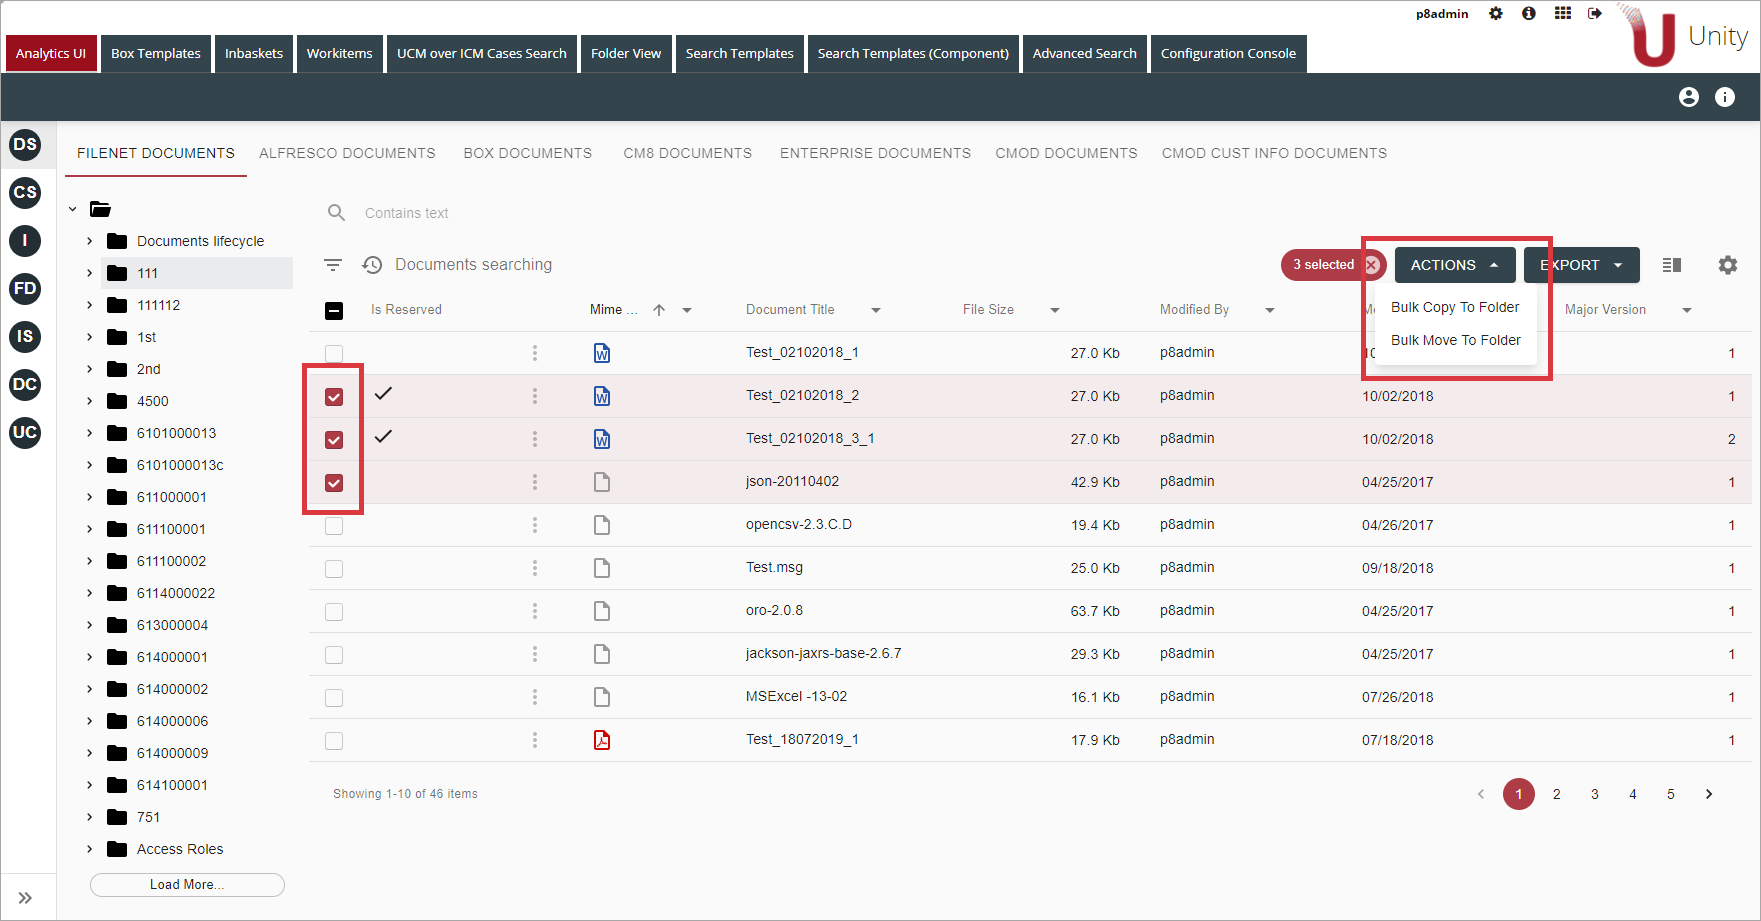 p8admin
Unity
Analytics UI Box Templates Inbaskets Workitems UCM over ICM Cases Search Folder View Search Templates Search Templates (Component) Advanced Search Configuration Console
DS
CS
I
FD
IS
DC
UC
FILENET DOCUMENTS ALFRESCO DOCUMENTS BOX DOCUMENTS CM8 DOCUMENTS ENTERPRISE DOCUMENTS CMOD DOCUMENTS CMOD CUST INFO DOCUMENTS
Documents lifecycle
111
111112
1st
2nd
4500
6101000013
6101000013c
611000001
611100001
611100002
6114000022
613000004
614000001
614000002
614000006
614000009
614100001
751
Access Roles
Load More...
Contains text
Documents searching
3 selected ACTIONS EXPORT
Bulk Copy To Folder
Bulk Move To Folder
Is Reserved Mime ... Document Title File Size Modified By Major Version
Test_02102018_1 27.0 Kb p8admin 1
Test_02102018_2 27.0 Kb p8admin 10/02/2018 1
Test_02102018_3_1 27.0 Kb p8admin 10/02/2018 2
json-20110402 42.9 Kb p8admin 04/25/2017 1
opencsv-2.3.C.D 19.4 Kb p8admin 04/26/2017 1
Test.msg 25.0 Kb p8admin 09/18/2018 1
oro-2.0.8 63.7 Kb p8admin 04/25/2017 1
jackson-jaxrs-base-2.6.7 29.3 Kb p8admin 04/25/2017 1
MSExcel -13-02 16.1 Kb p8admin 07/26/2018 1
Test_18072019_1 17.9 Kb p8admin 07/18/2018 1
Showing 1-10 of 46 items
1 2 3 4 5